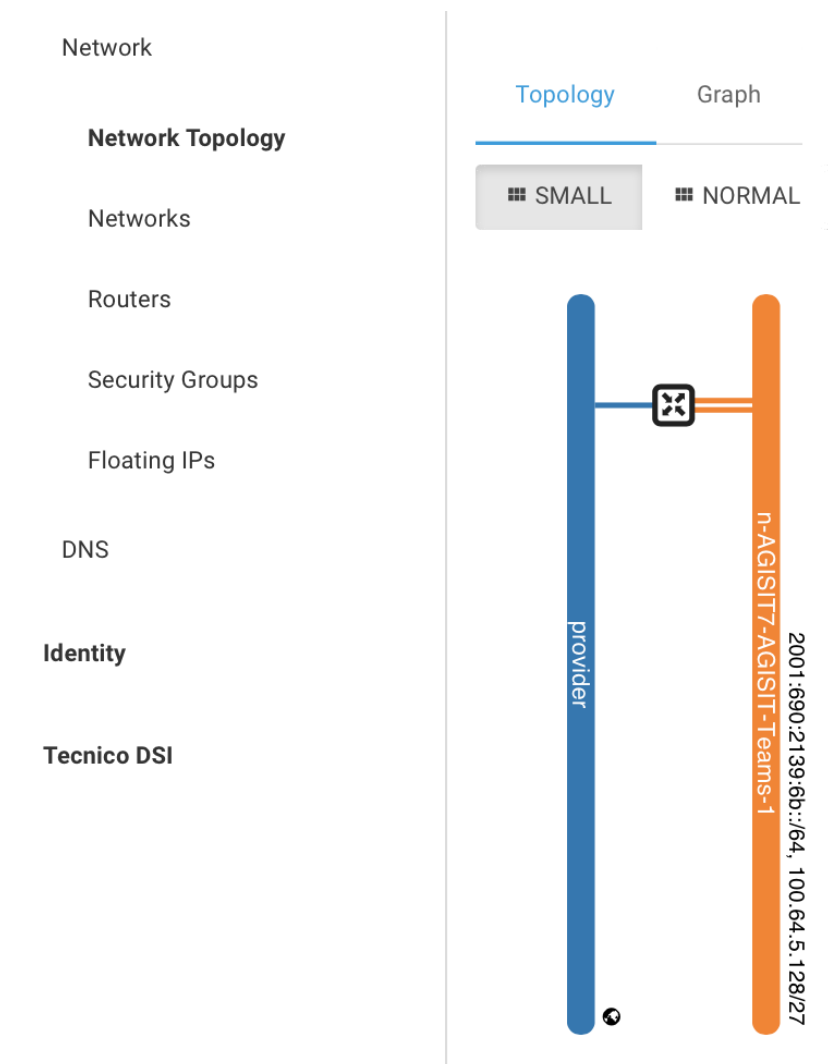 Network
Network Topology
Networks
Routers
Security Groups
Floating IPs
DNS
Identity
Tecnico DSI
Topology
Graph
SMALL
NORMAL
provider
n-AGISIT7-AGISIT-Teams-1
2001:690:2139:6b::/64, 100.64.5.128/27